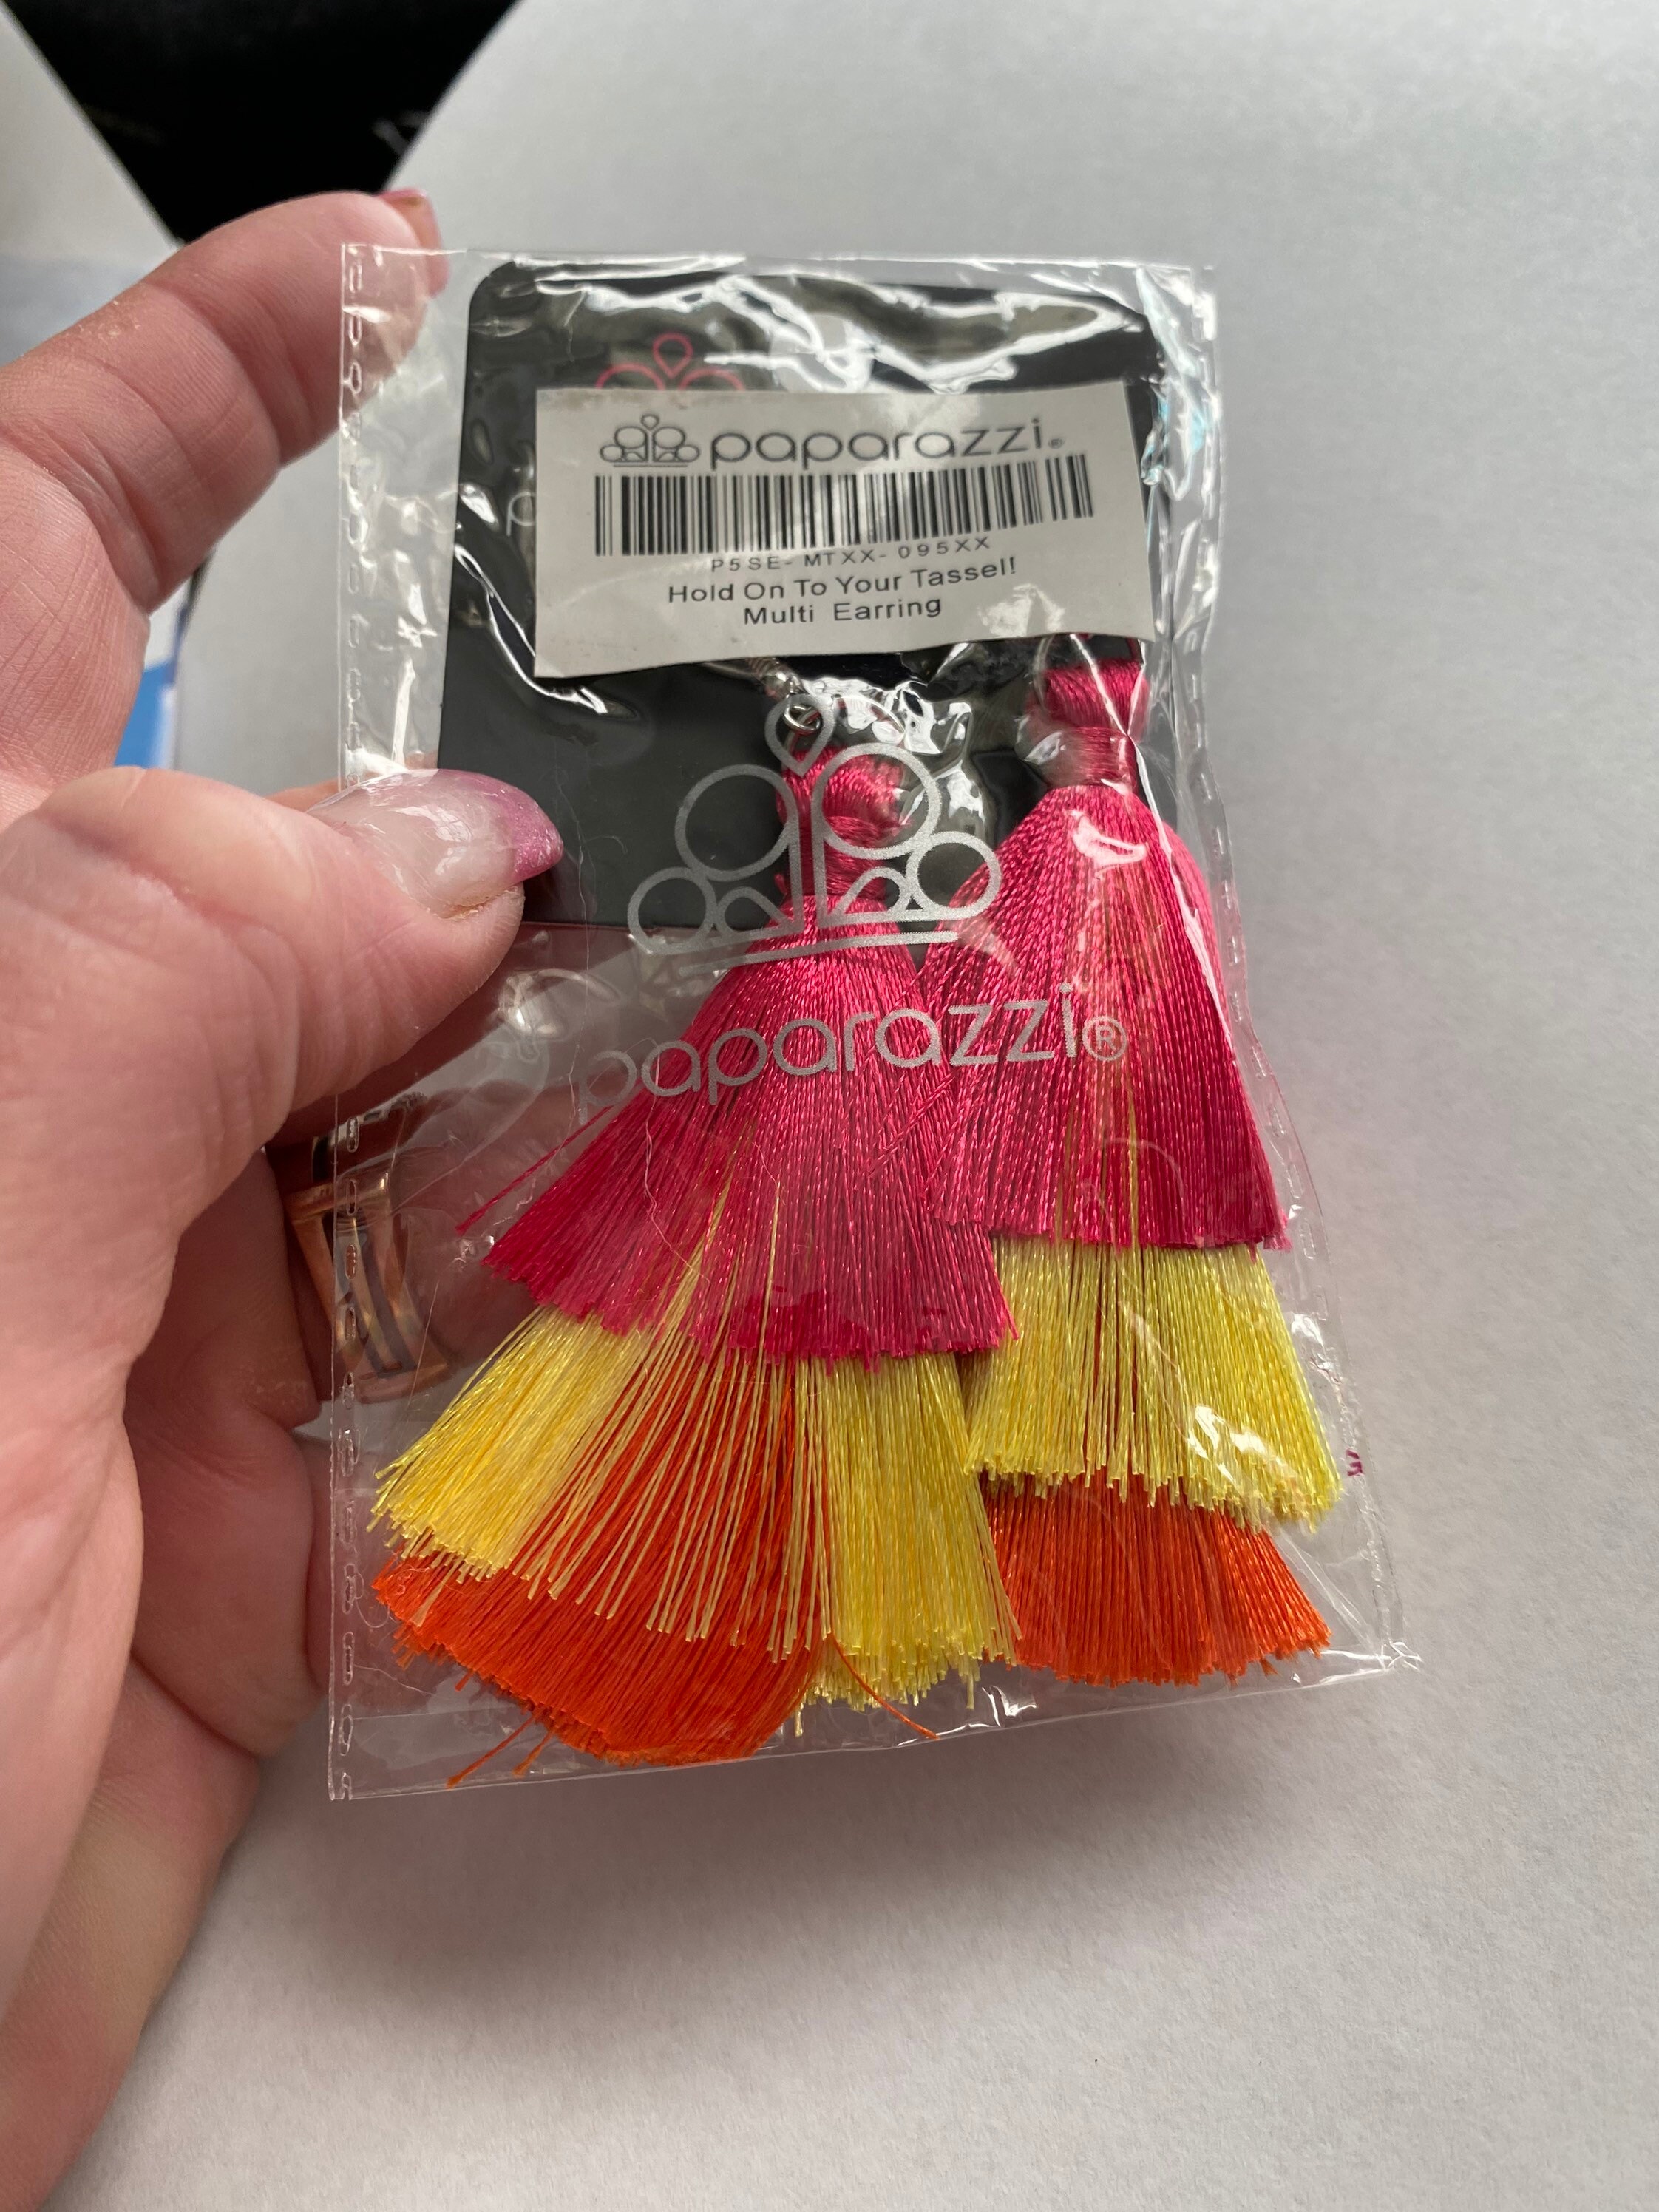 paparazzi®
P5SE-MTXX-095XX
Hold On To Your Tassel!
Multi Earring
paparazzi®